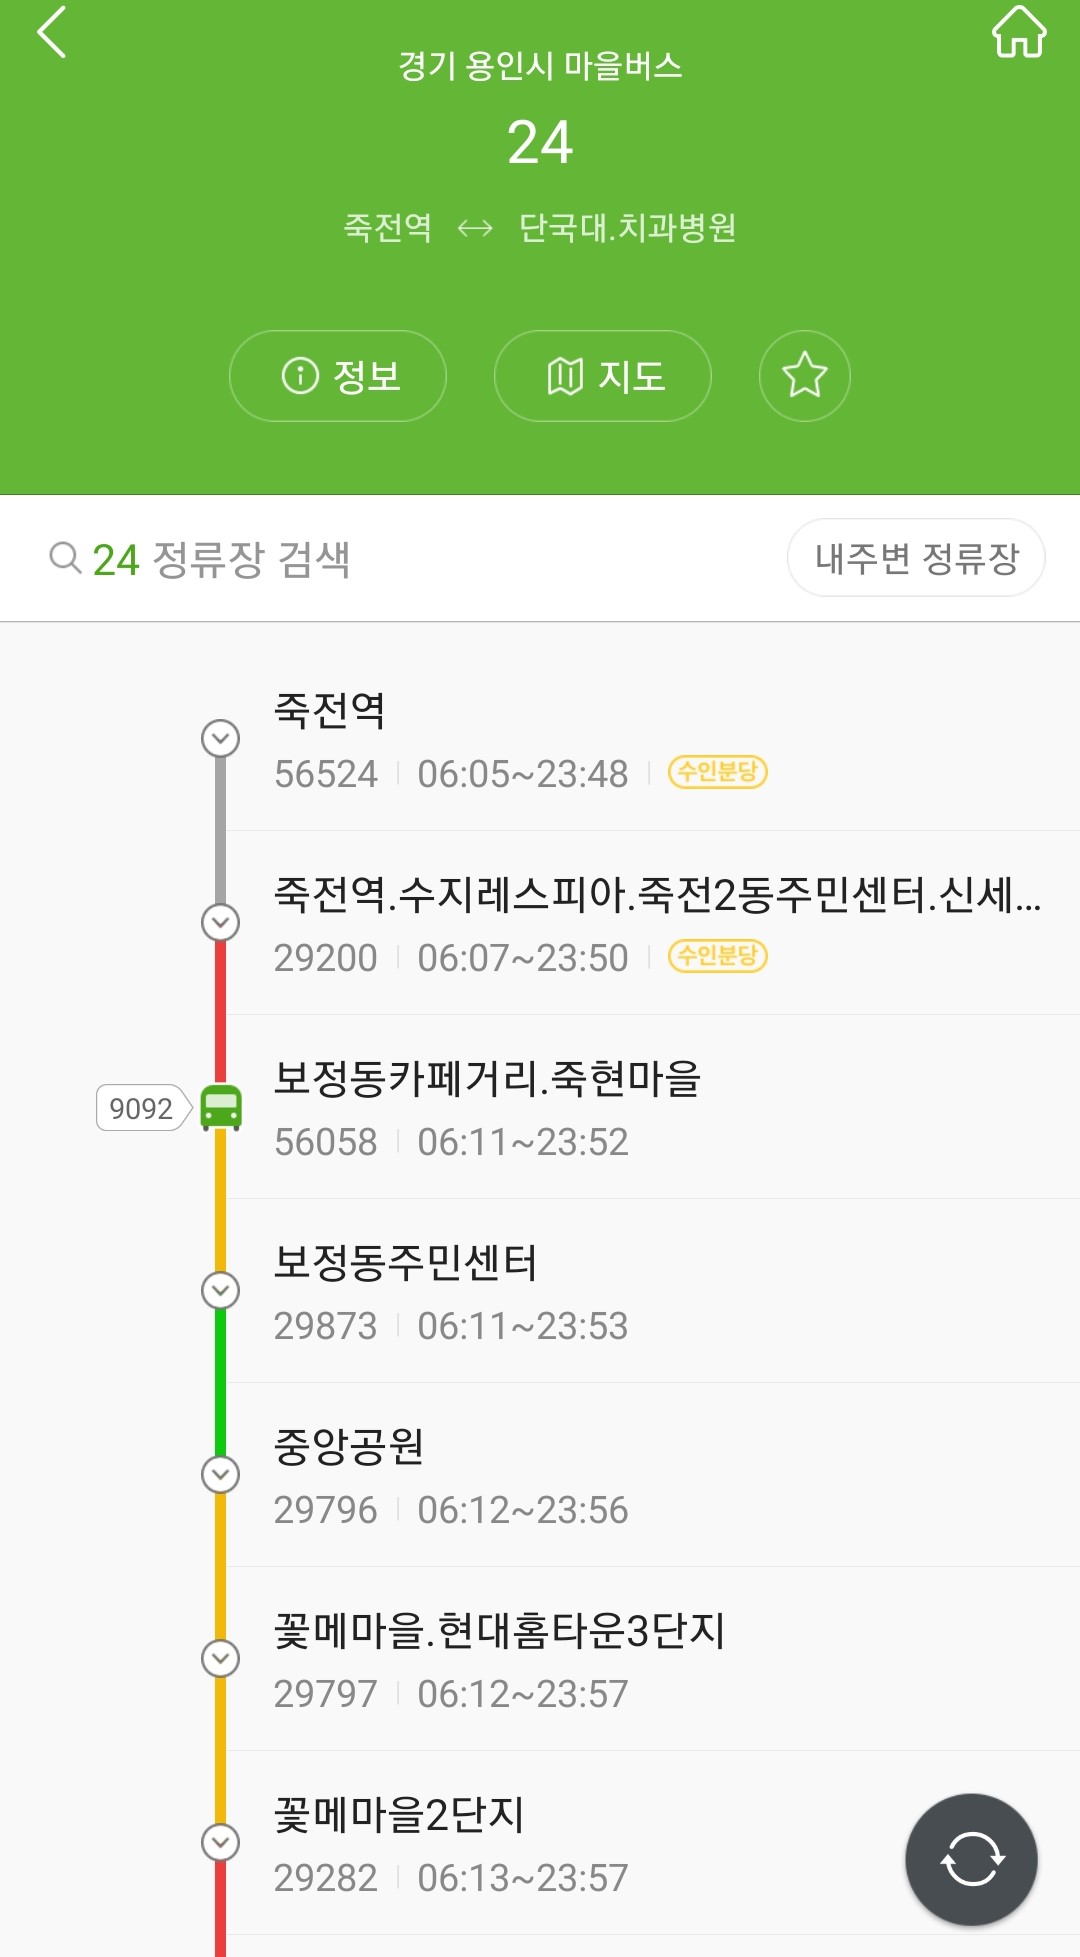 경기 용인시 마을버스
24
죽전역 ↔ 단국대.치과병원
정보
지도
24 정류장 검색
내주변 정류장
죽전역
56524 06:05~23:48 수인분당
죽전역.수지레스피아.죽전2동주민센터.신세...
29200 06:07~23:50 수인분당
보정동카페거리.죽현마을
9092
56058 06:11~23:52
보정동주민센터
29873 06:11~23:53
중앙공원
29796 06:12~23:56
꽃메마을.현대홈타운3단지
29797 06:12~23:57
꽃메마을2단지
29282 06:13~23:57